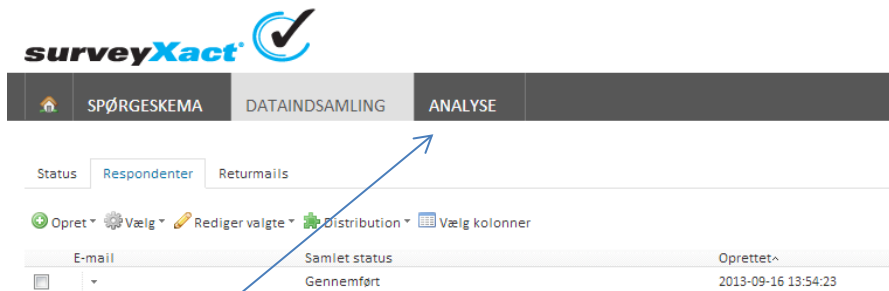 surveyXact
SPØRGESKEMA DATAINDSAMLING ANALYSE
Status Respondenter Returmails
Opret Vælg Rediger valgte Distribution Vælg kolonner
E-mail Samlet status Oprettet^
Gennemført 2013-09-16 13:54:23